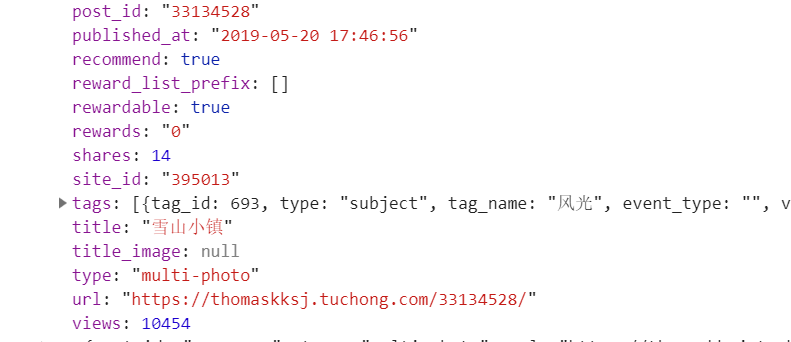 post_id: "33134528"
published_at: "2019-05-20 17:46:56"
recommend: true
reward_list_prefix: []
rewardable: true
rewards: "0"
shares: 14
site_id: "395013"
tags: [{tag_id: 693, type: "subject", tag_name: "风光", event_type: "", v
title: "雪山小镇"
title_image: null
type: "multi-photo"
url: "https://thomaskksj.tuchong.com/33134528/"
views: 10454